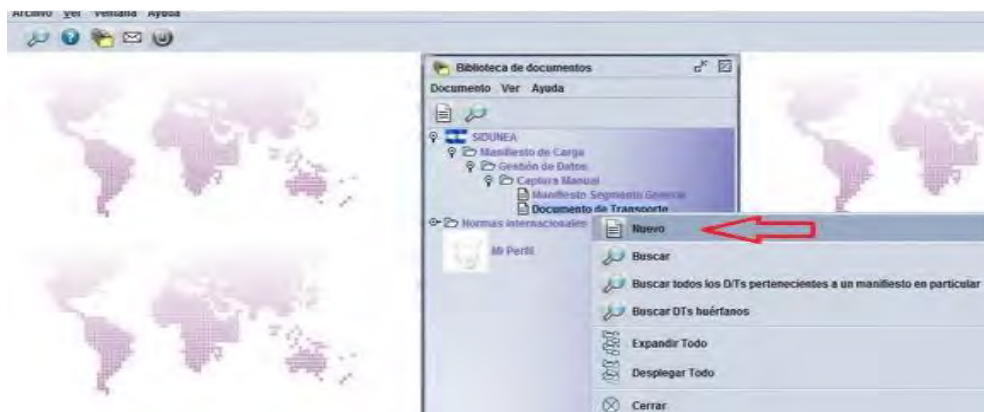 Archivo Ver Ventana Ayuda
Biblioteca de documentos
Documento Ver Ayuda
SIDUNEA
Manifiesto de Carga
Gestión de Datos
Captura Manual
Manifiesto Segmento General
Documento de Transporte
Normas internacionales
Mi Perfil
Nuevo
Buscar
Buscar todos los D/Ts pertenecientes a un manifiesto en particular
Buscar DTs huérfanos
Expandir Todo
Desplegar Todo
Cerrar